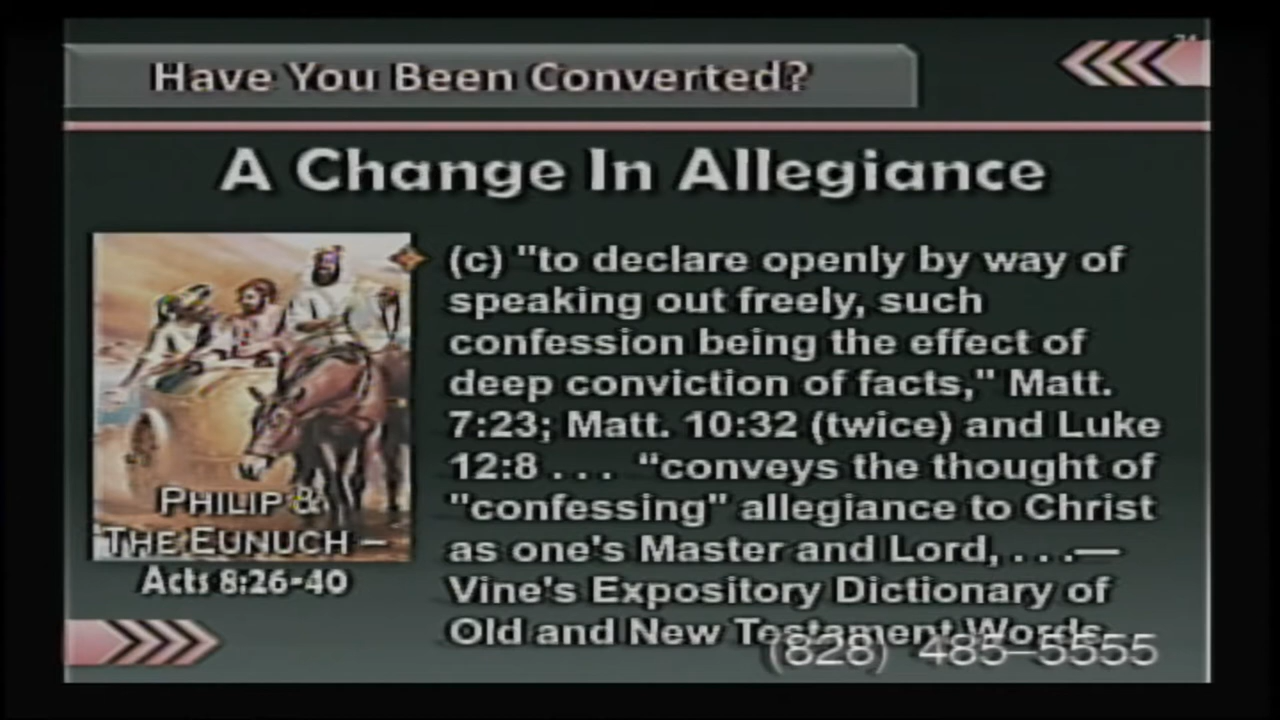 Have You Been Converted?
A Change In Allegiance
(c) "to declare openly by way of
speaking out freely, such
confession being the effect of
deep conviction of facts," Matt.
7:23; Matt. 10:32 (twice) and Luke
12:8 . . . "conveys the thought of
"confessing" allegiance to Christ
as one's Master and Lord, . . .—
Vine's Expository Dictionary of
Old and New Testament Words
PHILIP &
THE EUNUCH –
Acts 8:26-40
(828) 485-5555